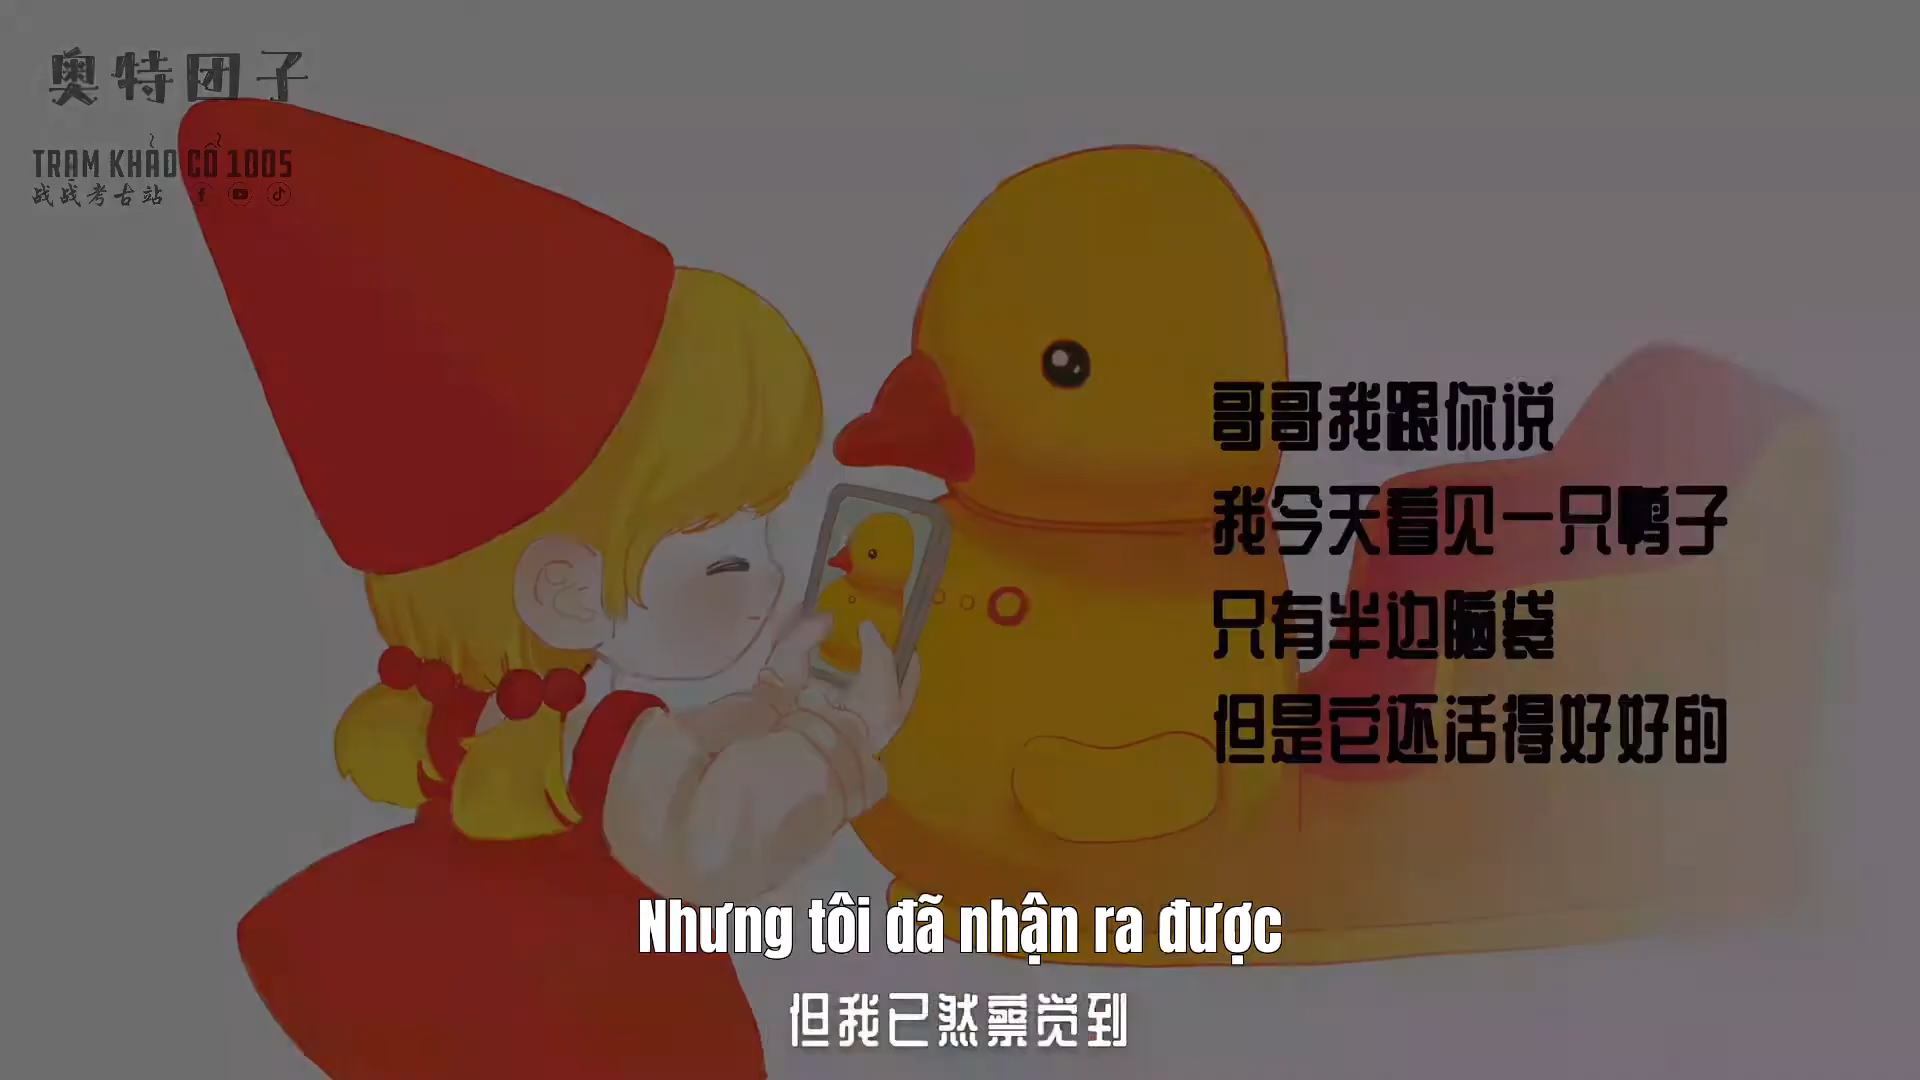 奥特团子
TRẠM KHẢO CỔ 1005
战战考古站
哥哥我跟你说
我今天看见一只鸭子
只有半边脑袋
但是它还活得好好的
Nhưng tôi đã nhận ra được
但我已然察觉到